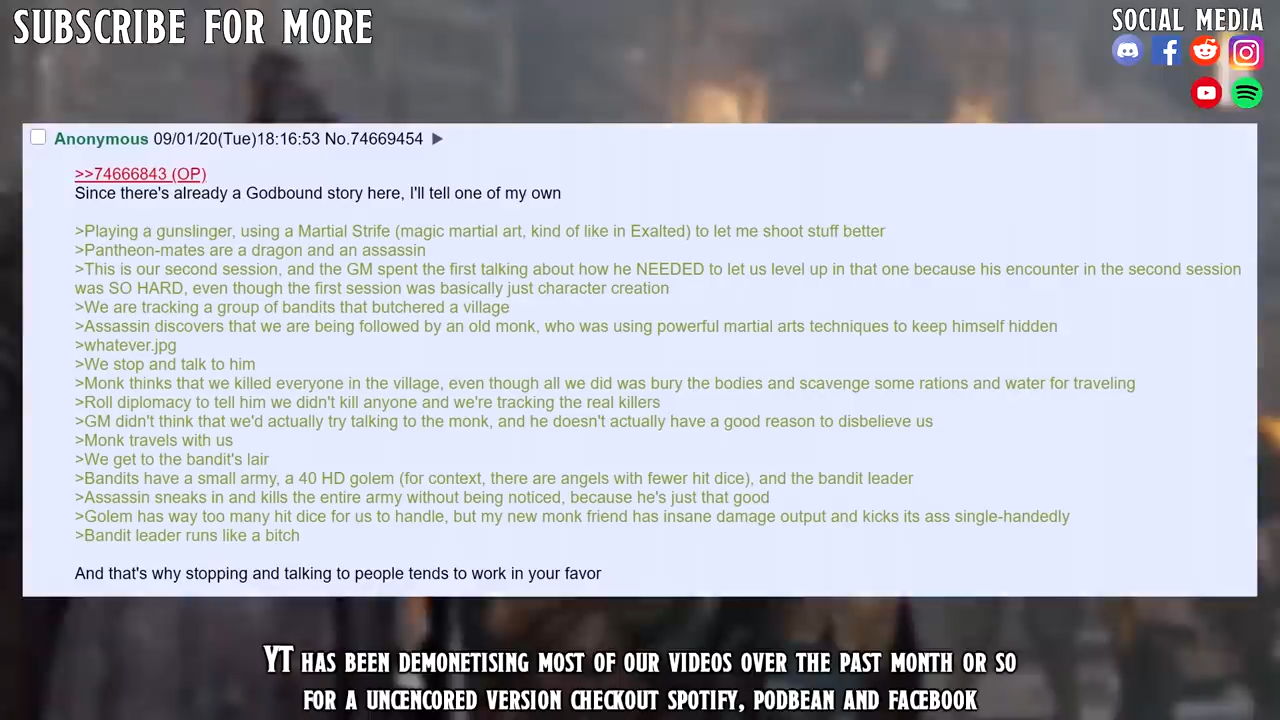 SUBSCRIBE FOR MORE
SOCIAL MEDIA
Anonymous 09/01/20(Tue)18:16:53 No.74669454 ▶
>>74666843 (OP)
Since there's already a Godbound story here, I'll tell one of my own
>Playing a gunslinger, using a Martial Strife (magic martial art, kind of like in Exalted) to let me shoot stuff better
>Pantheon-mates are a dragon and an assassin
>This is our second session, and the GM spent the first talking about how he NEEDED to let us level up in that one because his encounter in the second session
was SO HARD, even though the first session was basically just character creation
>We are tracking a group of bandits that butchered a village
>Assassin discovers that we are being followed by an old monk, who was using powerful martial arts techniques to keep himself hidden
>whatever.jpg
>We stop and talk to him
>Monk thinks that we killed everyone in the village, even though all we did was bury the bodies and scavenge some rations and water for traveling
>Roll diplomacy to tell him we didn't kill anyone and we're tracking the real killers
>GM didn't think that we'd actually try talking to the monk, and he doesn't actually have a good reason to disbelieve us
>Monk travels with us
>We get to the bandit's lair
>Bandits have a small army, a 40 HD golem (for context, there are angels with fewer hit dice), and the bandit leader
>Assassin sneaks in and kills the entire army without being noticed, because he's just that good
>Golem has way too many hit dice for us to handle, but my new monk friend has insane damage output and kicks its ass single-handedly
>Bandit leader runs like a bitch
And that's why stopping and talking to people tends to work in your favor
YT HAS BEEN DEMONETISING MOST OF OUR VIDEOS OVER THE PAST MONTH OR SO
FOR A UNCENCORED VERSION CHECKOUT SPOTIFY, PODBEAN AND FACEBOOK